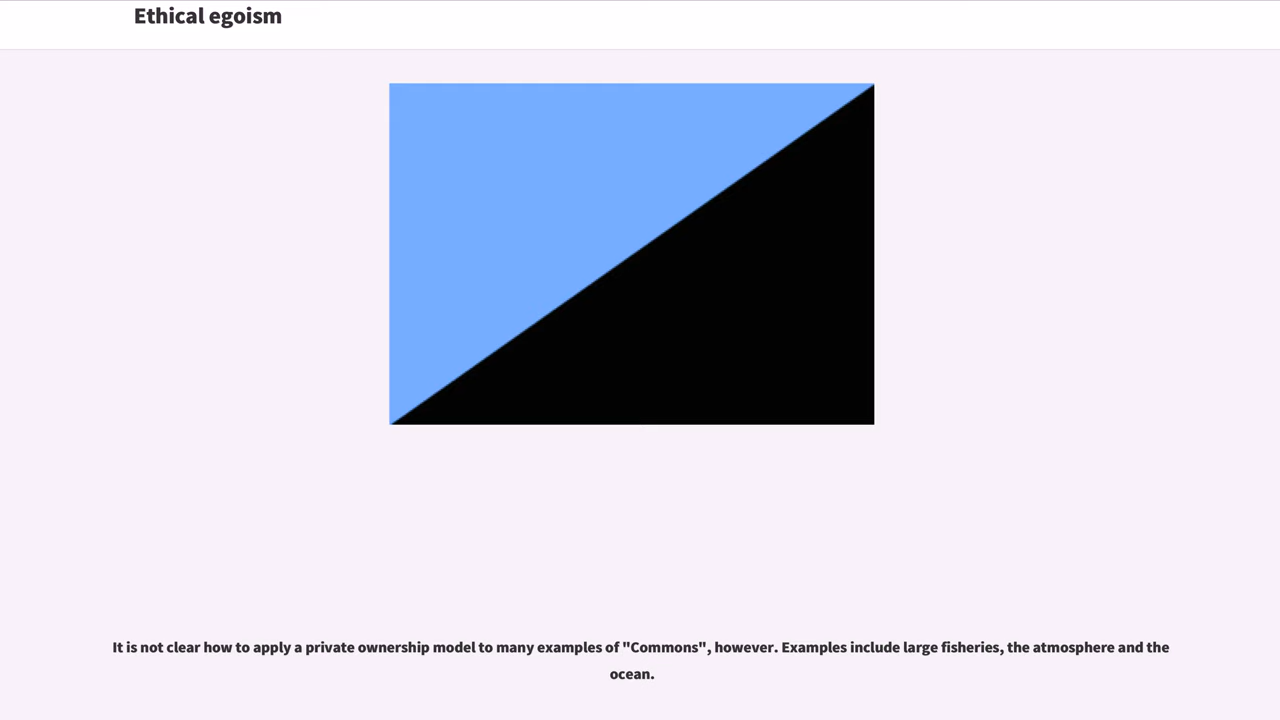 Ethical egoism
It is not clear how to apply a private ownership model to many examples of "Commons", however. Examples include large fisheries, the atmosphere and the
ocean.